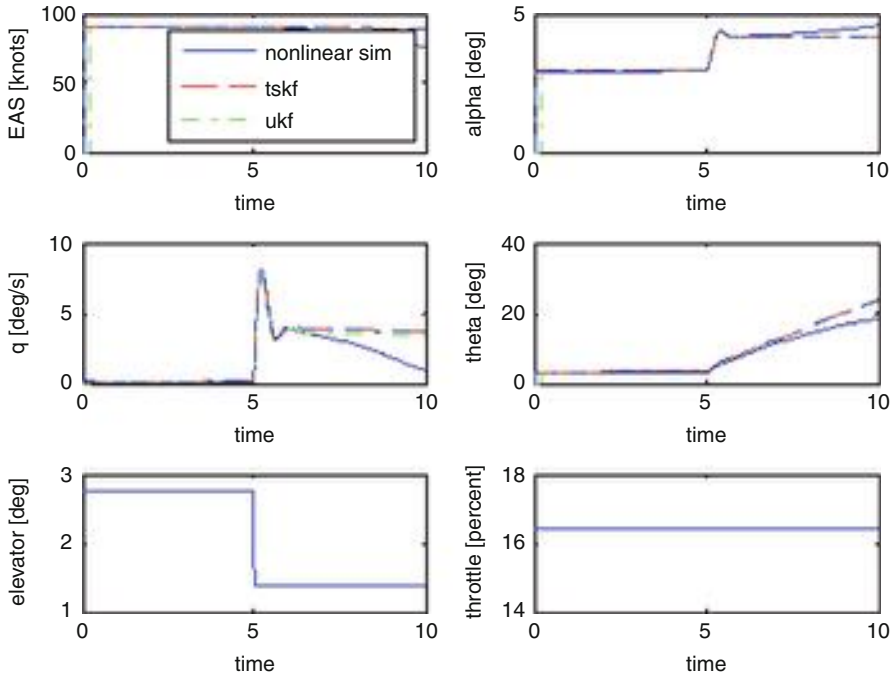 EAS [knots]
100
50
0
0
5
10
time
nonlinear sim
tskf
ukf
alpha [deg]
5
0
0
5
10
time
q [deg/s]
10
5
0
0
5
10
time
theta [deg]
40
20
0
0
5
10
time
elevator [deg]
3
2
1
0
5
10
time
throttle [percent]
18
16
14
0
5
10
time